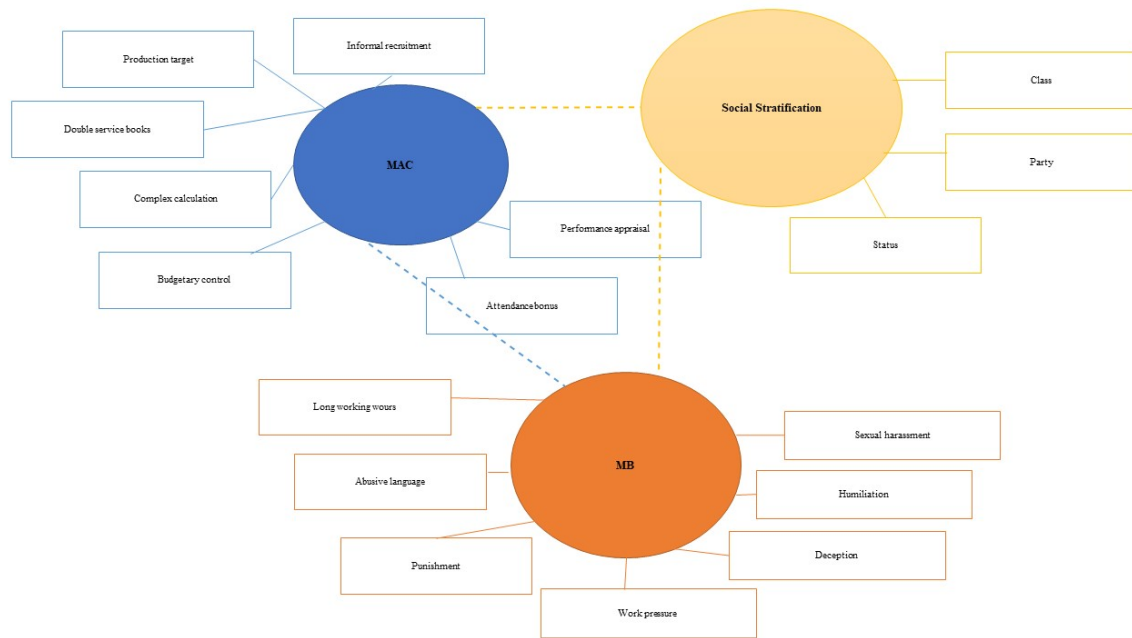 Informal recruitment
Production target
Double service books
MAC
Complex calculation
Performance appraisal
Budgetary control
Attendance bonus
Social Stratification
Class
Party
Status
Long working wours
Abusive language
MB
Punishment
Work pressure
Sexual harassment
Humiliation
Deception